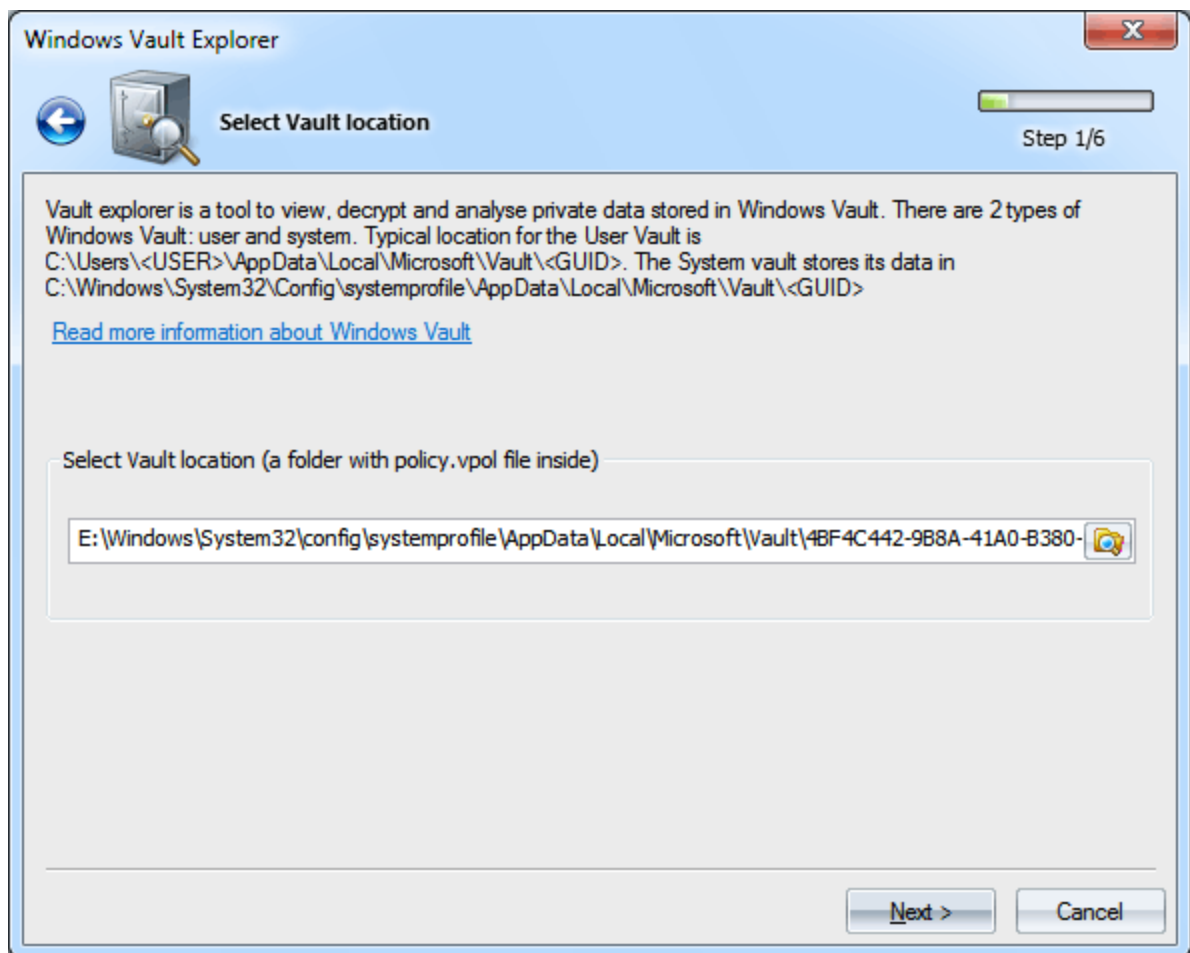 Windows Vault Explorer
Select Vault location
Step 1/6
Vault explorer is a tool to view, decrypt and analyse private data stored in Windows Vault. There are 2 types of
Windows Vault: user and system. Typical location for the User Vault is
C:\Users\<USER>\AppData\Local\Microsoft\Vault\<GUID>. The System vault stores its data in
C:\Windows\System32\Config\systemprofile\AppData\Local\Microsoft\Vault\<GUID>
Read more information about Windows Vault
Select Vault location (a folder with policy.vpol file inside)
E:\Windows\System32\config\systemprofile\AppData\Local\Microsoft\Vault\4BF4C442-9B8A-41A0-B380-
Next >
Cancel